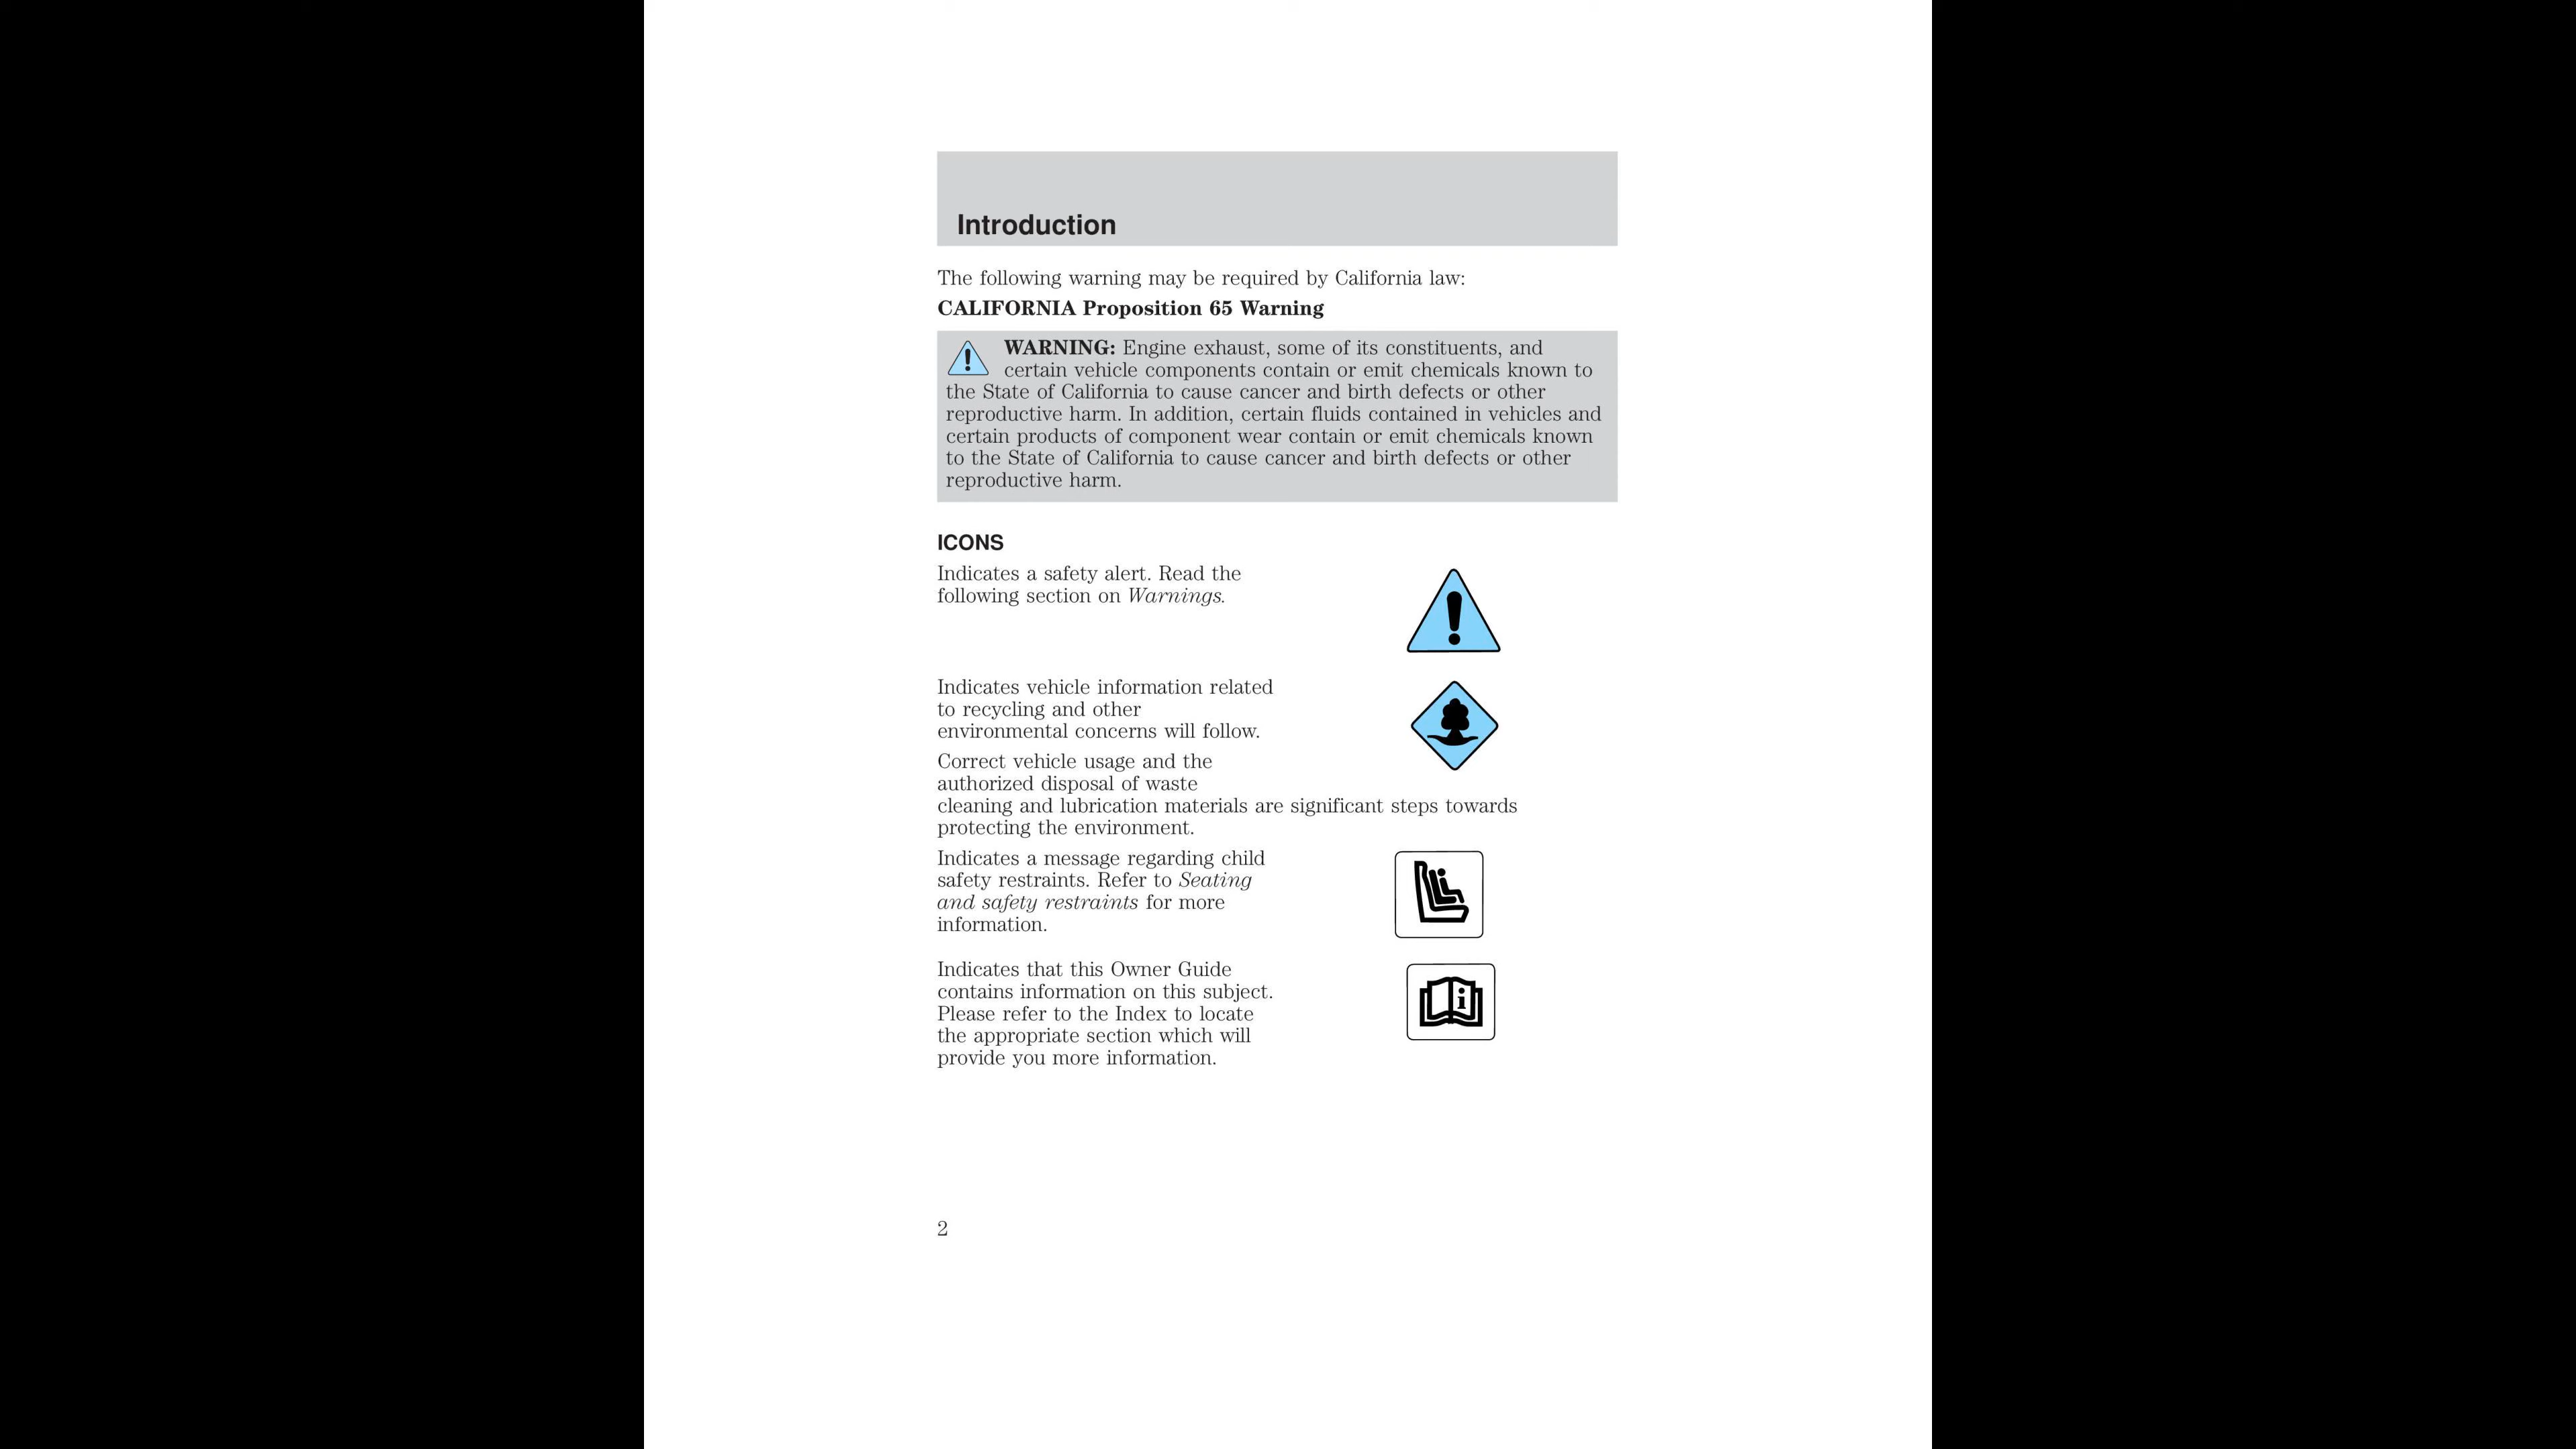 Introduction
The following warning may be required by California law:
CALIFORNIA Proposition 65 Warning
WARNING: Engine exhaust, some of its constituents, and
certain vehicle components contain or emit chemicals known to
the State of California to cause cancer and birth defects or other
reproductive harm. In addition, certain fluids contained in vehicles and
certain products of component wear contain or emit chemicals known
to the State of California to cause cancer and birth defects or other
reproductive harm.
ICONS
Indicates a safety alert. Read the
following section on Warnings.
Indicates vehicle information related
to recycling and other
environmental concerns will follow.
Correct vehicle usage and the
authorized disposal of waste
cleaning and lubrication materials are significant steps towards
protecting the environment.
Indicates a message regarding child
safety restraints. Refer to Seating
and safety restraints for more
information.
Indicates that this Owner Guide
contains information on this subject.
Please refer to the Index to locate
the appropriate section which will
provide you more information.
2